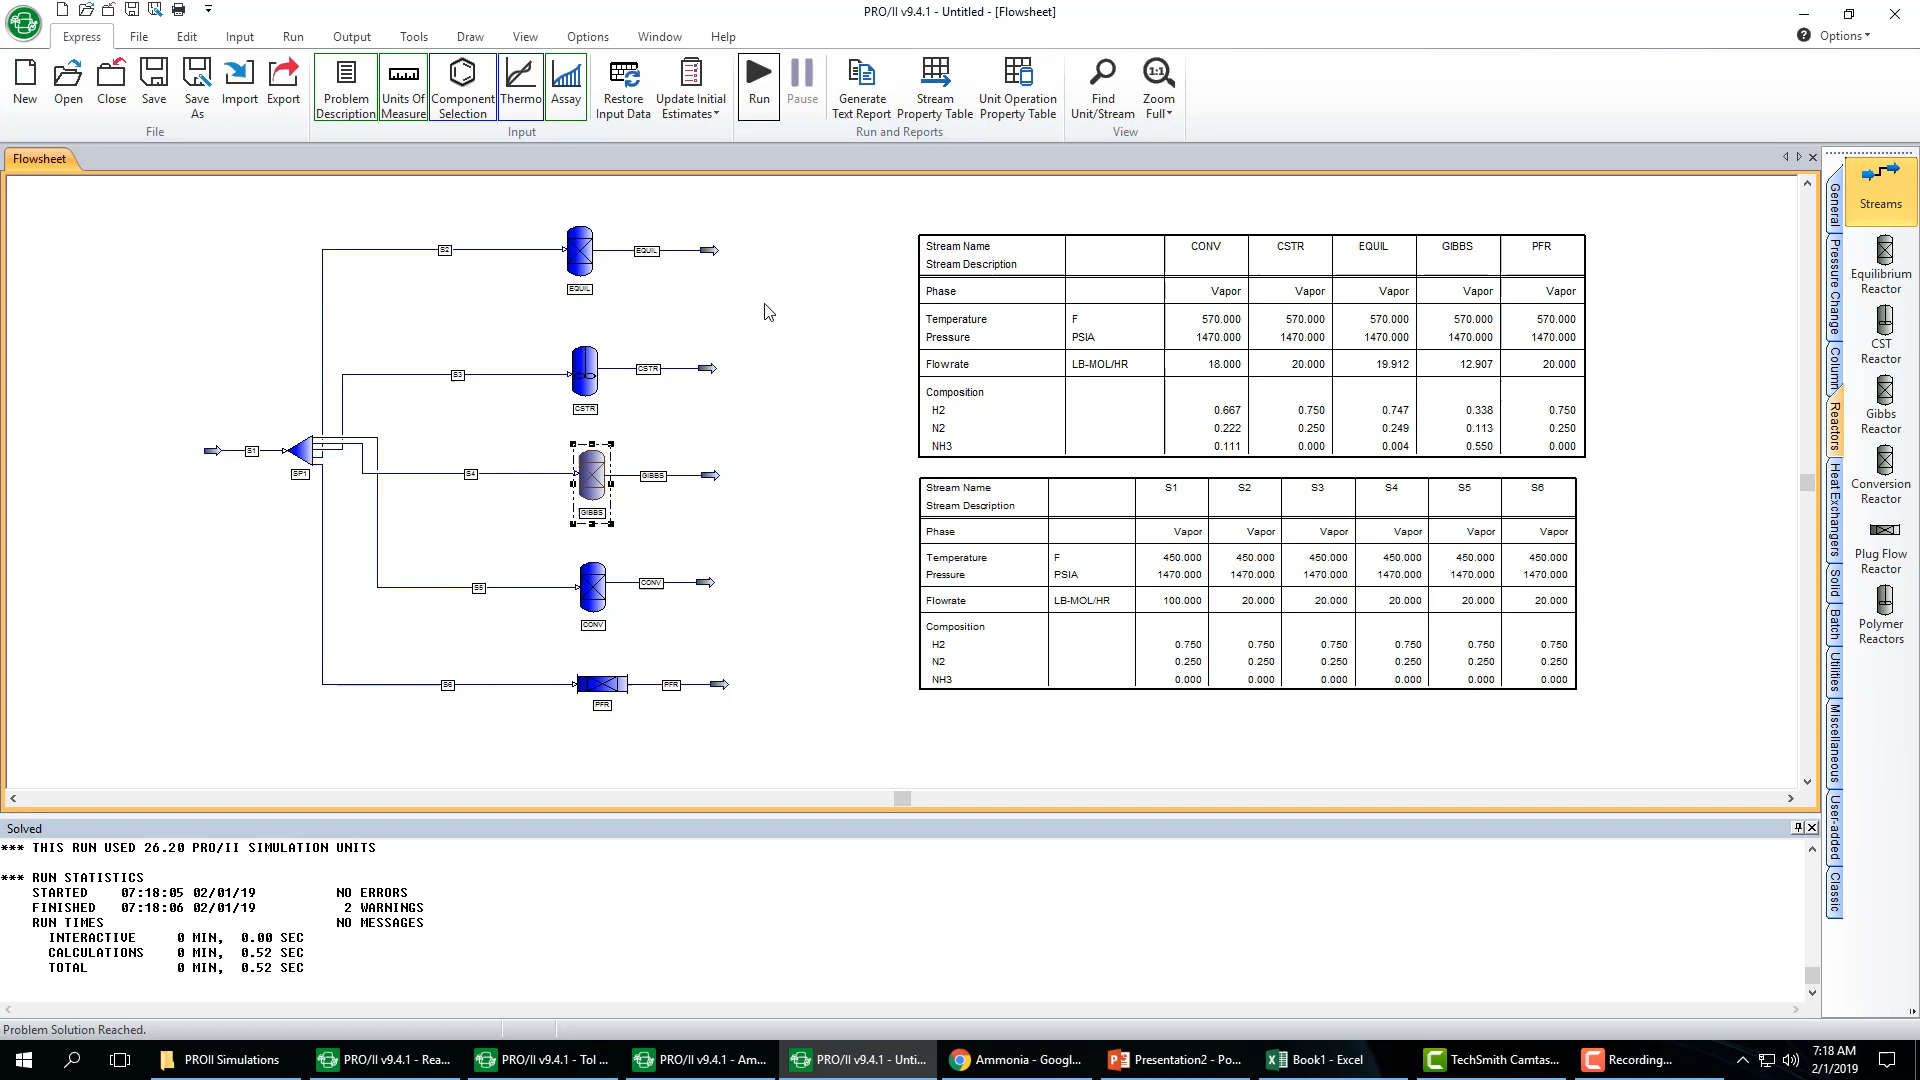 PRO/II v9.4.1 - Untitled - [Flowsheet]
Express File Edit Input Run Output Tools Draw View Options Window Help
Options
New Open Close Save Save As Import Export
File
Problem Description Units Of Measure Component Selection Thermo Assay
Input
Restore Input Data Update Initial Estimates
Run Pause
Generate Text Report Stream Property Table Unit Operation Property Table
Run and Reports
Find Unit/Stream 1:1 Zoom Full
View
Flowsheet
S2 EQUIL
EQUIL
S3 CSTR
CSTR
S1 SP1
S4 GIBBS
GIBBS
S5 CONV
CONV
S6 PFR
PFR
Stream Name CONV CSTR EQUIL GIBBS PFR
Stream Description
Phase Vapor Vapor Vapor Vapor Vapor
Temperature F 570.000 570.000 570.000 570.000 570.000
Pressure PSIA 1470.000 1470.000 1470.000 1470.000 1470.000
Flowrate LB-MOL/HR 18.000 20.000 19.912 12.907 20.000
Composition
H2 0.667 0.750 0.747 0.338 0.750
N2 0.222 0.250 0.249 0.113 0.250
NH3 0.111 0.000 0.004 0.550 0.000
Stream Name S1 S2 S3 S4 S5 S6
Stream Description
Phase Vapor Vapor Vapor Vapor Vapor Vapor
Temperature F 450.000 450.000 450.000 450.000 450.000 450.000
Pressure PSIA 1470.000 1470.000 1470.000 1470.000 1470.000 1470.000
Flowrate LB-MOL/HR 100.000 20.000 20.000 20.000 20.000 20.000
Composition
H2 0.750 0.750 0.750 0.750 0.750 0.750
N2 0.250 0.250 0.250 0.250 0.250 0.250
NH3 0.000 0.000 0.000 0.000 0.000 0.000
General
Pressure Change
Column
Reactors
Heat Exchangers
Solid
Batch
Utilities
Miscellaneous
User-added
Classic
Streams
Equilibrium Reactor
CST Reactor
Gibbs Reactor
Conversion Reactor
Plug Flow Reactor
Polymer Reactors
Solved
*** THIS RUN USED 26.20 PRO/II SIMULATION UNITS
*** RUN STATISTICS
STARTED 07:18:05 02/01/19 NO ERRORS
FINISHED 07:18:06 02/01/19 2 WARNINGS
RUN TIMES NO MESSAGES
INTERACTIVE 0 MIN, 0.00 SEC
CALCULATIONS 0 MIN, 0.52 SEC
TOTAL 0 MIN, 0.52 SEC
Problem Solution Reached.
PROII Simulations
PRO/II v9.4.1 - Rea...
PRO/II v9.4.1 - Tol ...
PRO/II v9.4.1 - Am...
PRO/II v9.4.1 - Unti...
Ammonia - Googl...
Presentation2 - Po...
Book1 - Excel
TechSmith Camtas...
Recording...
7:18 AM
2/1/2019